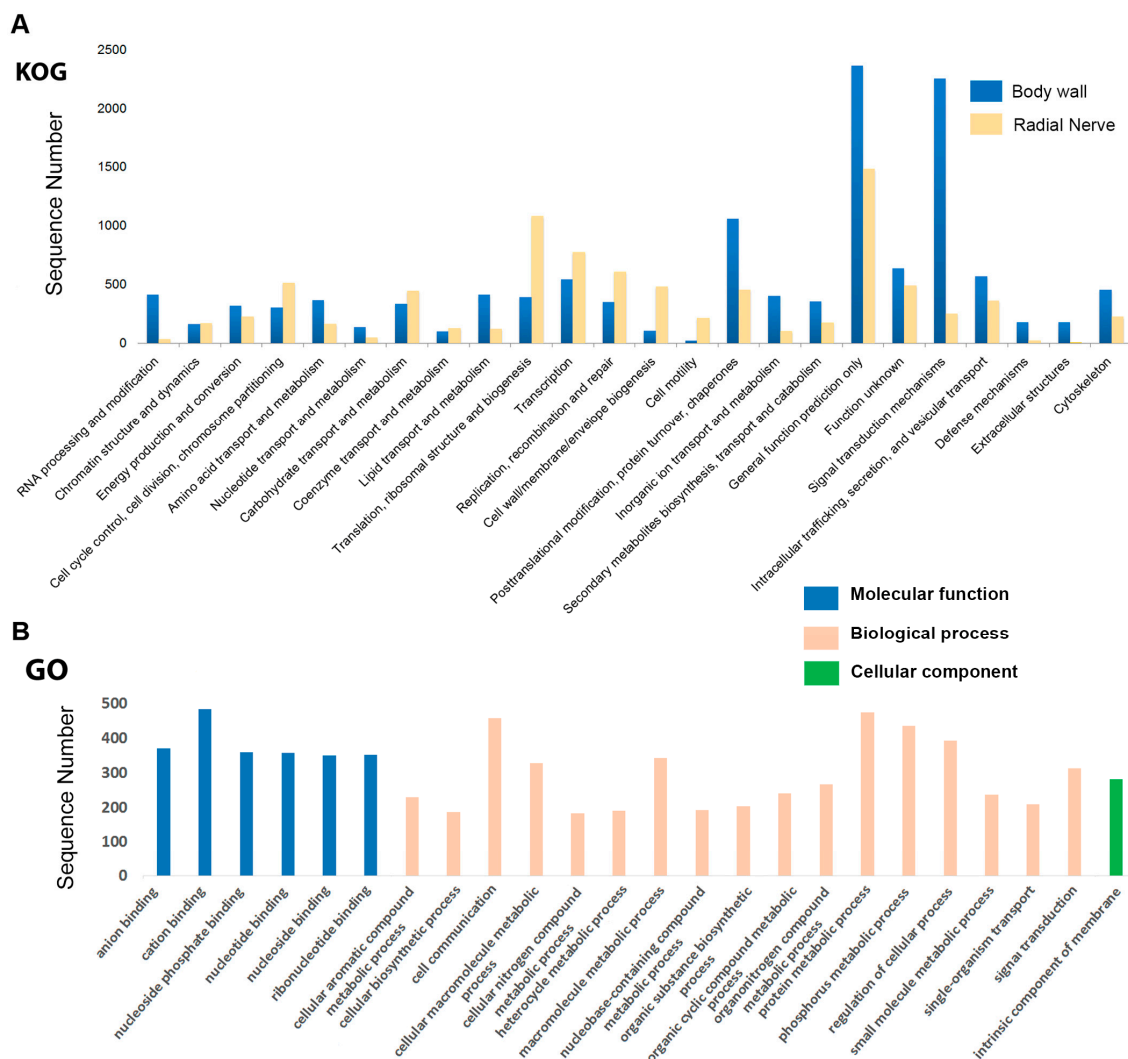 A
KOG
Sequence Number
2500
2000
1500
1000
500
0
Body wall
Radial Nerve
RNA processing and modification
Chromatin structure and dynamics
Energy production and conversion
Cell cycle control, cell division, chromosome partitioning
Amino acid transport and metabolism
Nucleotide transport and metabolism
Carbohydrate transport and metabolism
Coenzyme transport and metabolism
Lipid transport and metabolism
Translation, ribosomal structure and biogenesis
Transcription
Replication, recombination and repair
Cell wall/membrane/envelope biogenesis
Cell motility
Posttranslational modification, protein turnover, chaperones
Inorganic ion transport and metabolism
Secondary metabolites biosynthesis, transport and catabolism
General function prediction only
Function unknown
Signal transduction mechanisms
Intracellular trafficking, secretion, and vesicular transport
Defense mechanisms
Extracellular structures
Cytoskeleton
Molecular function
Biological process
Cellular component
B
GO
Sequence Number
500
400
300
200
100
0
anion binding
cation binding
nucleoside phosphate binding
nucleotide binding
nucleoside binding
ribonucleotide binding
cellular aromatic compound
metabolic process
cellular biosynthetic process
cell communication
cellular macromolecule metabolic
process
cellular nitrogen compound
metabolic process
heterocycle metabolic process
macromolecule metabolic process
nucleobase-containing compound
metabolic process
organic substance biosynthetic
process
organic cyclic compound metabolic
process
organonitrogen compound
metabolic process
protein metabolic process
phosphorus metabolic process
regulation of cellular process
small molecule metabolic process
single-organism transport
signal transduction
intrinsic component of membrane